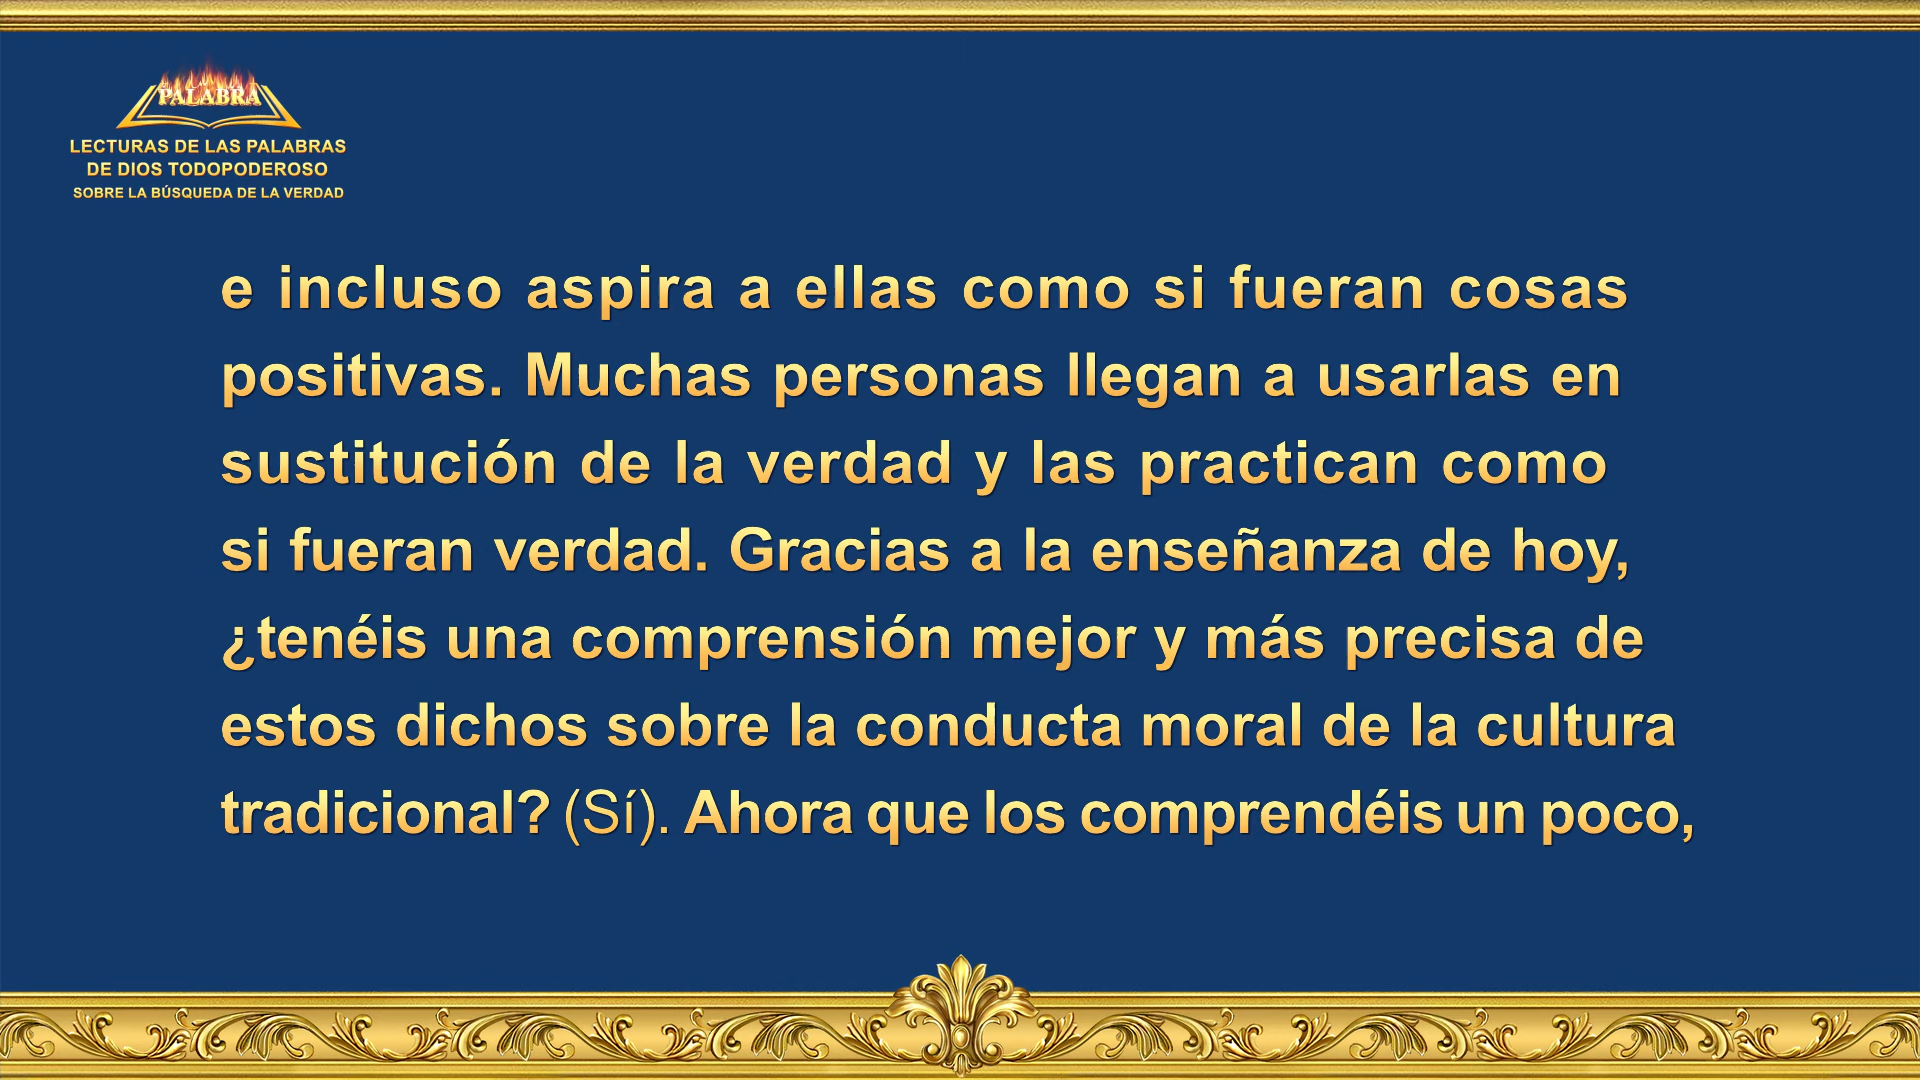 PALABRA
LECTURAS DE LAS PALABRAS
DE DIOS TODOPODEROSO
SOBRE LA BÚSQUEDA DE LA VERDAD
e incluso aspira a ellas como si fueran cosas
positivas. Muchas personas llegan a usarlas en
sustitución de la verdad y las practican como
si fueran verdad. Gracias a la enseñanza de hoy,
¿tenéis una comprensión mejor y más precisa de
estos dichos sobre la conducta moral de la cultura
tradicional? (Sí). Ahora que los comprendéis un poco,